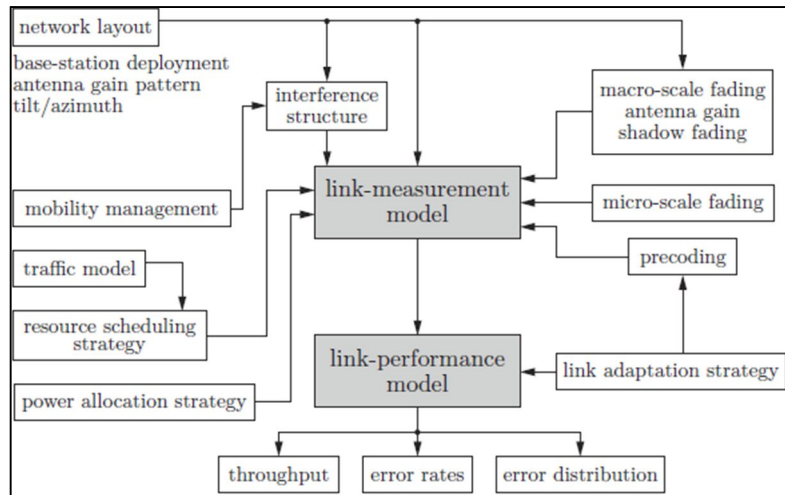 network layout
base-station deployment
antenna gain pattern
tilt/azimuth
interference
structure
macro-scale fading
antenna gain
shadow fading
mobility management
link-measurement
model
micro-scale fading
traffic model
precoding
resource scheduling
strategy
link-performance
model
link adaptation strategy
power allocation strategy
throughput
error rates
error distribution